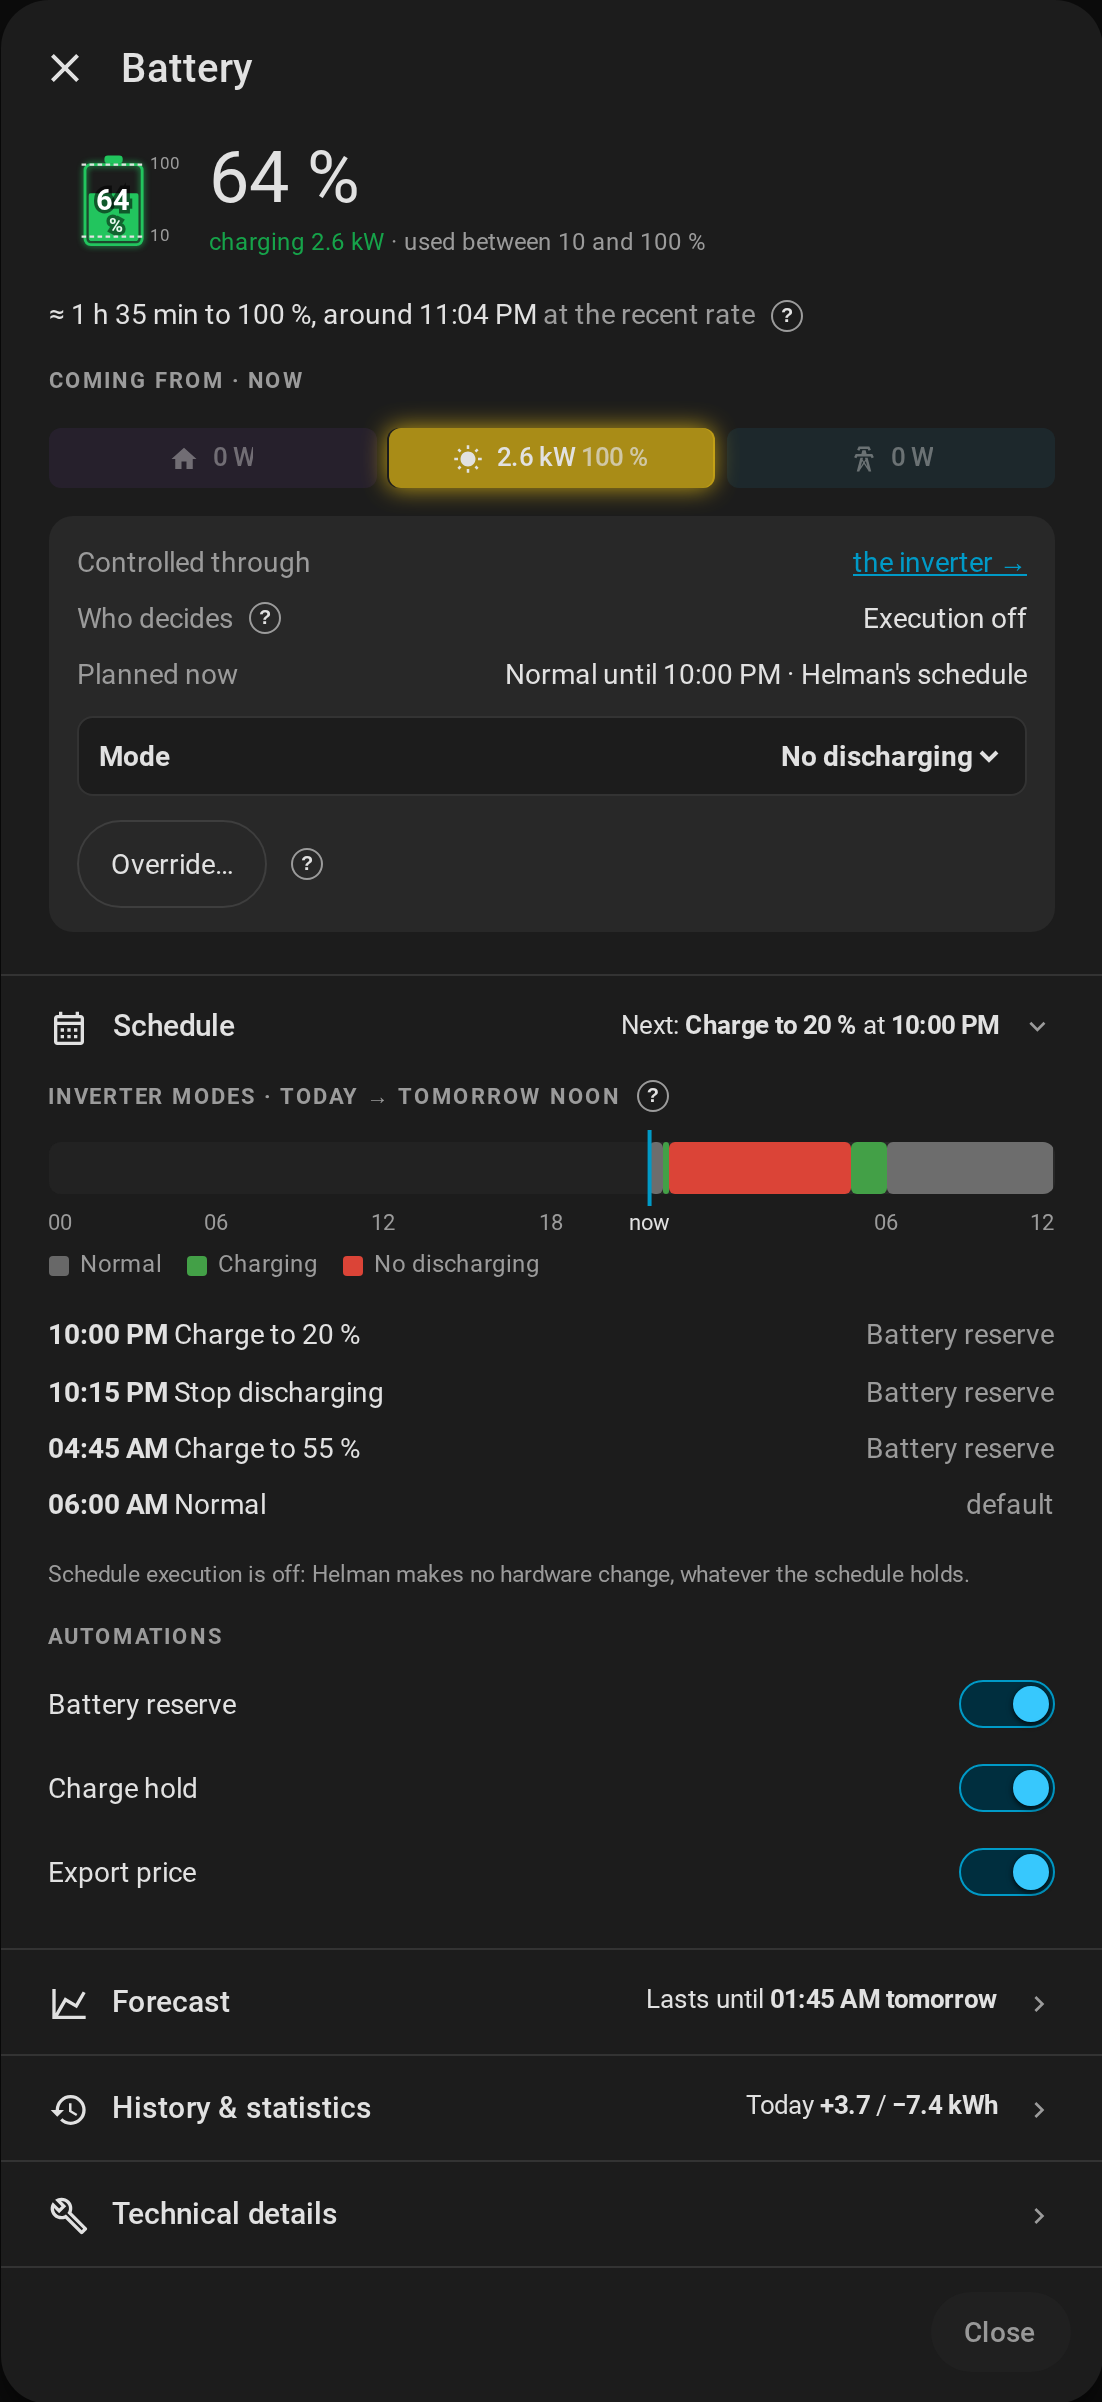 Battery
100
64
%
10
64 %
charging 2.6 kW · used between 10 and 100 %
≈ 1 h 35 min to 100 %, around 11:04 PM at the recent rate ?
COMING FROM · NOW
0 W
2.6 kW 100 %
0 W
Controlled through the inverter →
Who decides ? Execution off
Planned now Normal until 10:00 PM · Helman's schedule
Mode No discharging
Override... ?
Schedule Next: Charge to 20 % at 10:00 PM
INVERTER MODES · TODAY → TOMORROW NOON ?
00 06 12 18 now 06 12
Normal Charging No discharging
10:00 PM Charge to 20 % Battery reserve
10:15 PM Stop discharging Battery reserve
04:45 AM Charge to 55 % Battery reserve
06:00 AM Normal default
Schedule execution is off: Helman makes no hardware change, whatever the schedule holds.
AUTOMATIONS
Battery reserve
Charge hold
Export price
Forecast Lasts until 01:45 AM tomorrow
History & statistics Today +3.7 / −7.4 kWh
Technical details
Close